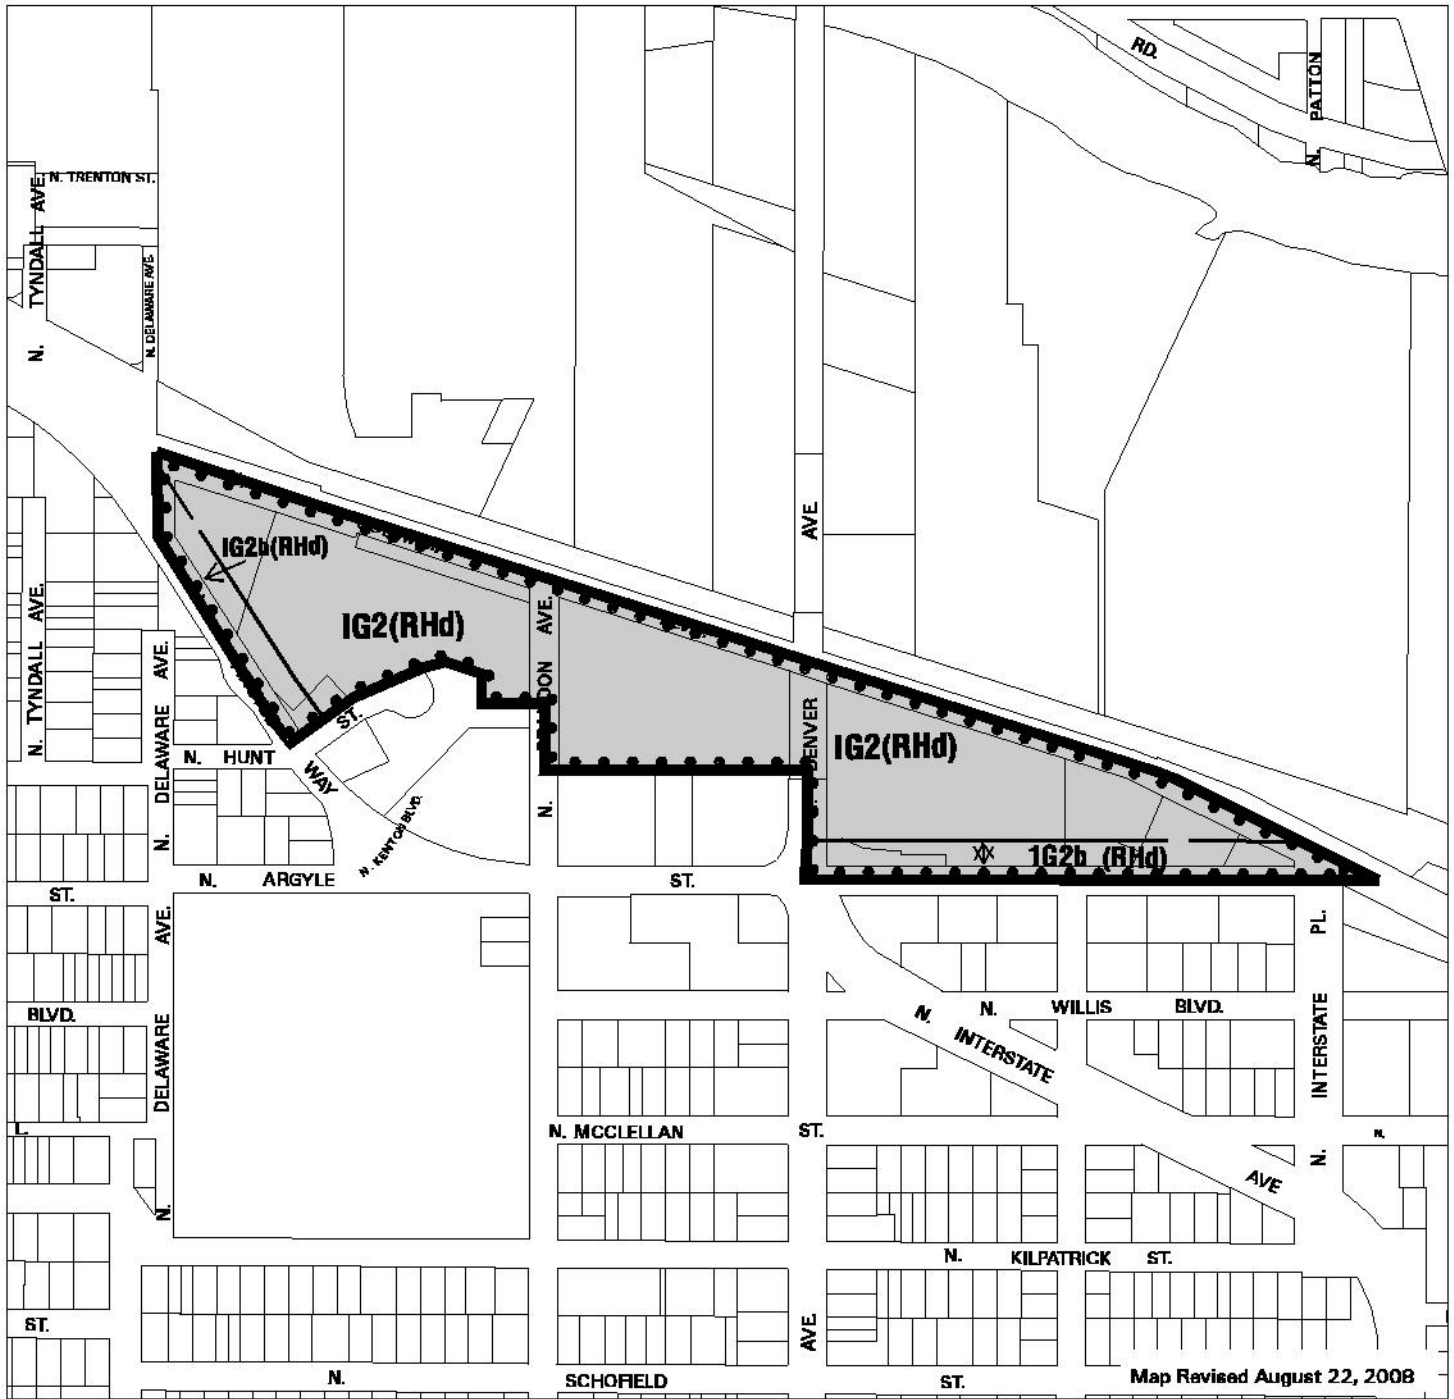 RD.
N. PATTON
N. TRENTON ST.
N. TYNDALL AVE.
N. DELAWARE AVE.
AVE.
IG2b(RHd)
IG2(RHd)
AVE.
N.
DENVER
IG2(RHd)
1G2b (RHd)
N. TYNDALL AVE.
N. DELAWARE AVE.
ST.
N. HUNT
WAY
N. KENTON BLVD.
N. ARGYLE
ST.
ST.
N. DELAWARE AVE.
N. INTERSTATE PL.
BLVD.
N. WILLIS BLVD.
N. INTERSTATE
AVE
L.
N. MCCLELLAN
ST.
N.
N. KILPATRICK ST.
ST.
AVE.
N.
SCHOFIELD
ST.
Map Revised August 22, 2008